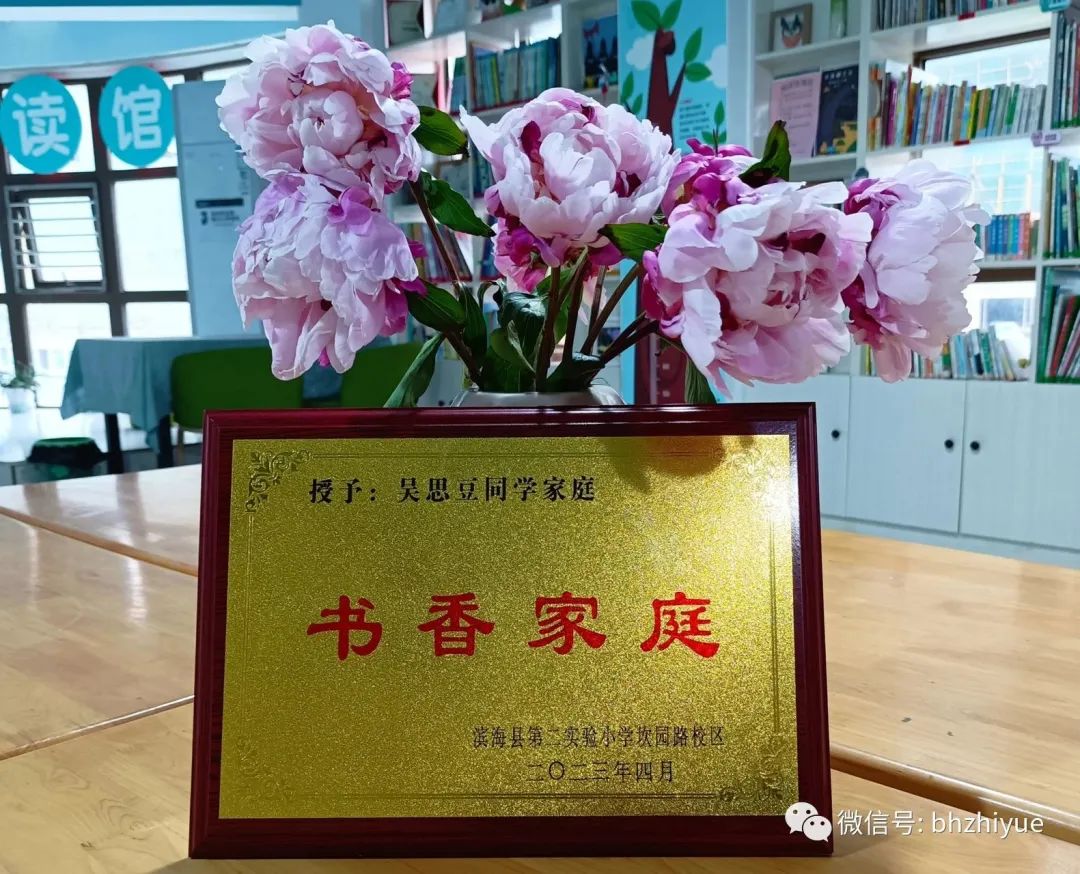 读馆
授予：吴思豆同学家庭
书香家庭
滨海县第二实验小学坎园路校区
二〇二三年四月
微信号: bhzhiyue